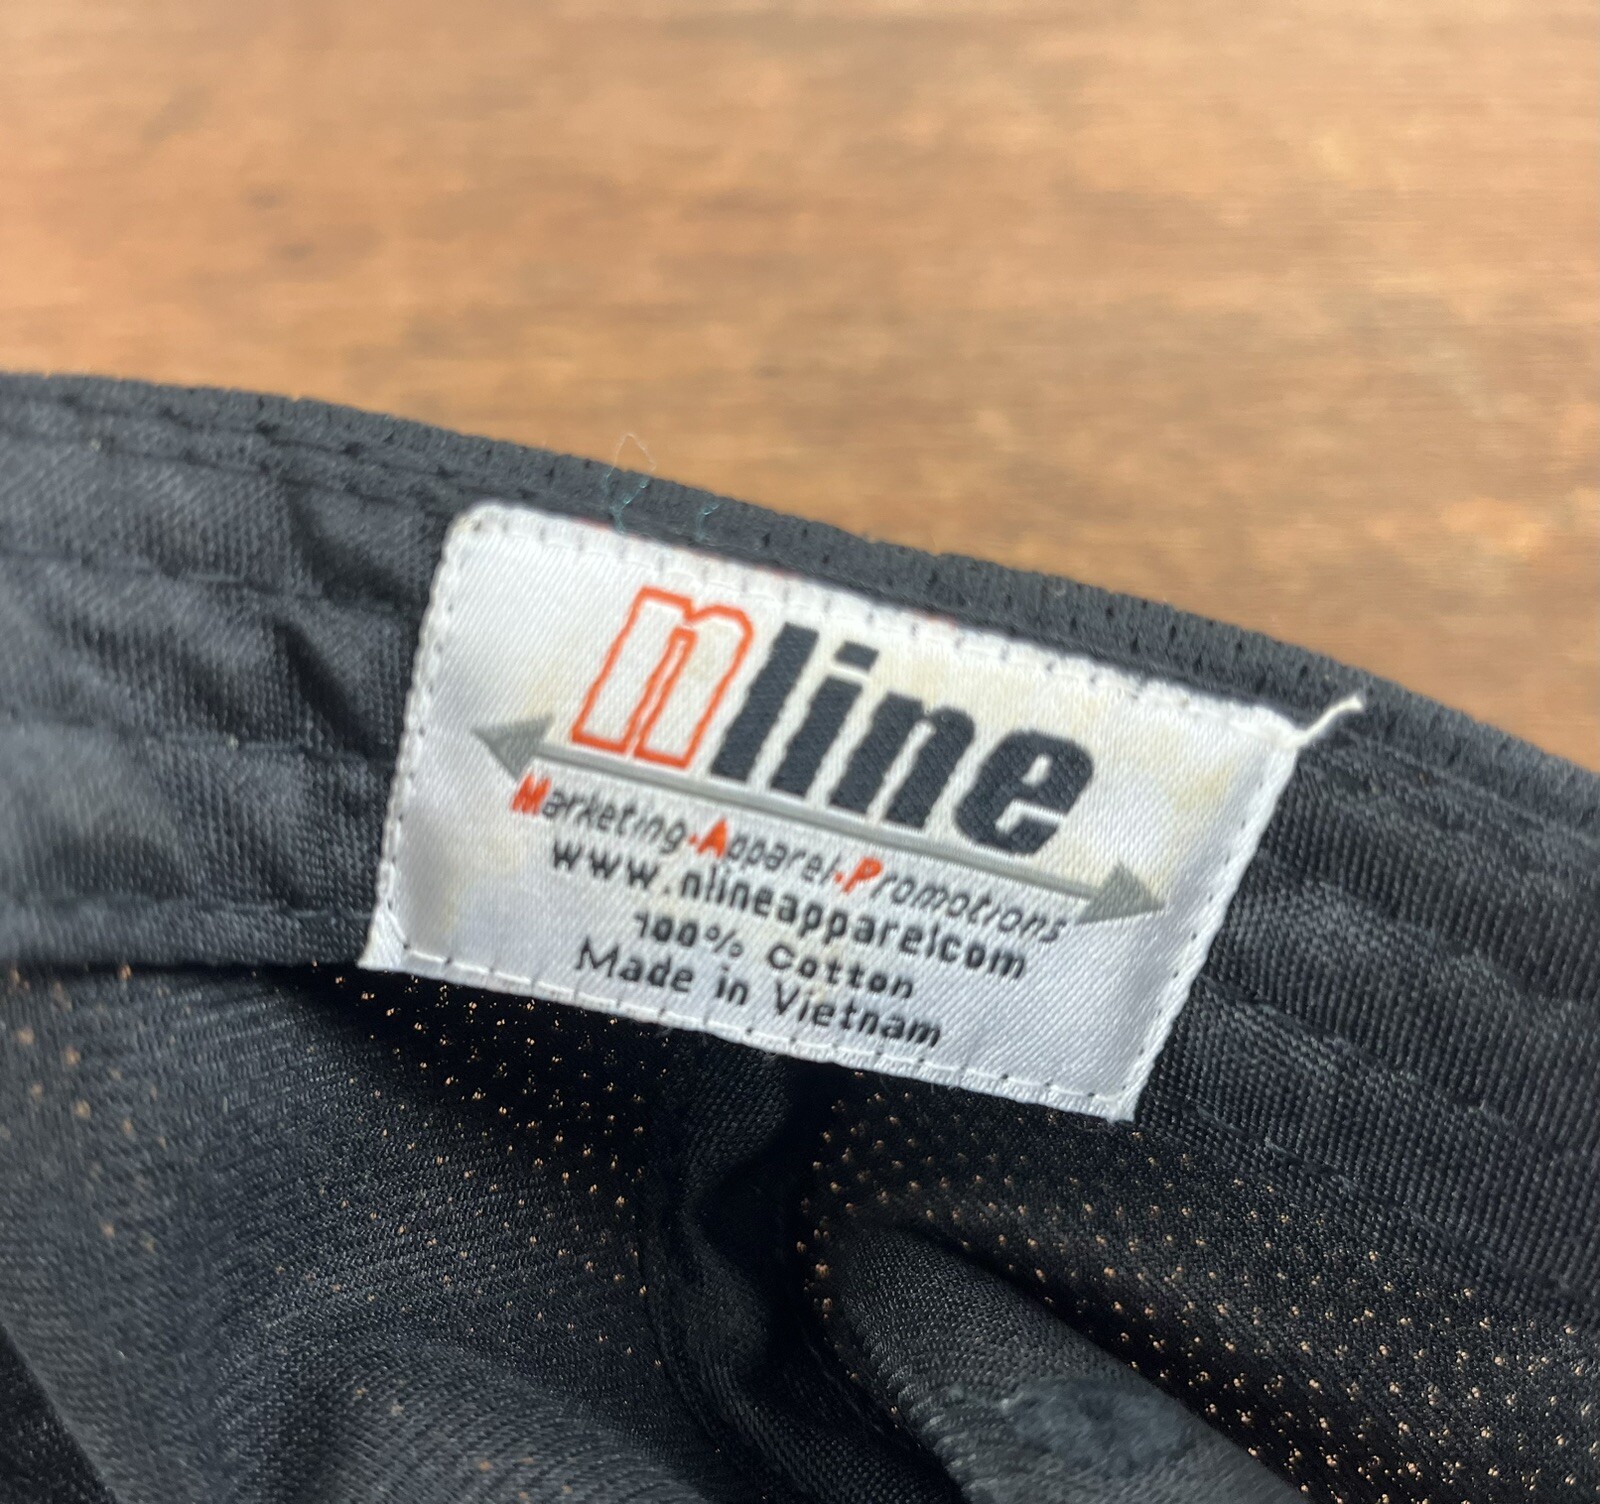 nline
Marketing•Apparel•Promotions
www.nlineapparelcom
100% Cotton
Made in Vietnam